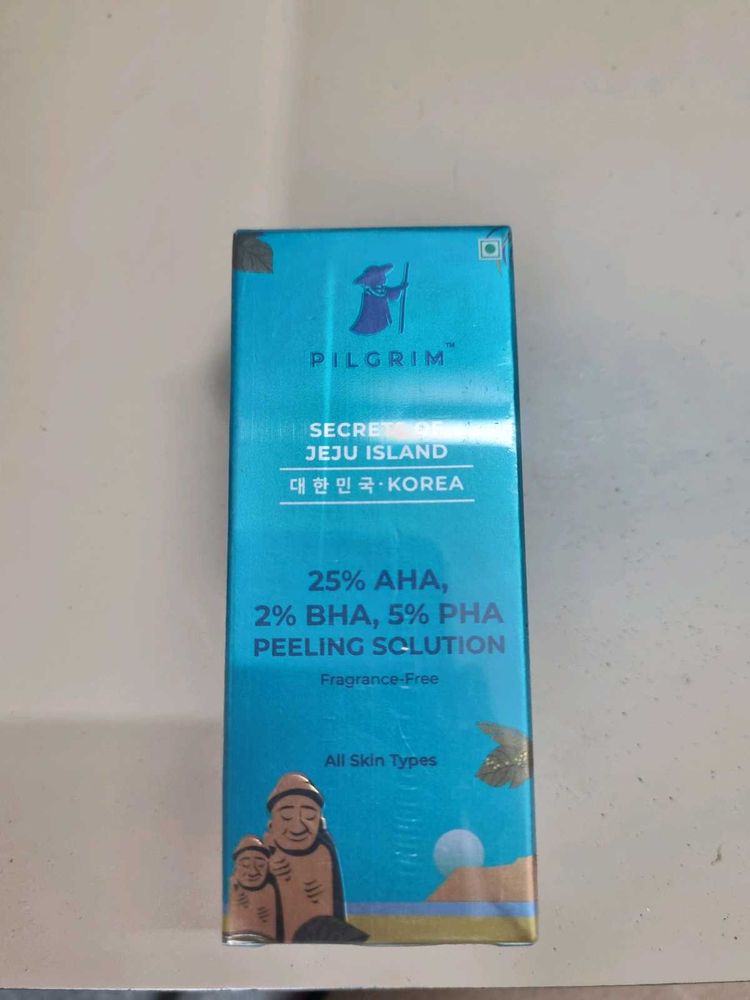 PILGRIM™
SECRETS OF
JEJU ISLAND
대한민국·KOREA
25% AHA,
2% BHA, 5% PHA
PEELING SOLUTION
Fragrance-Free
All Skin Types